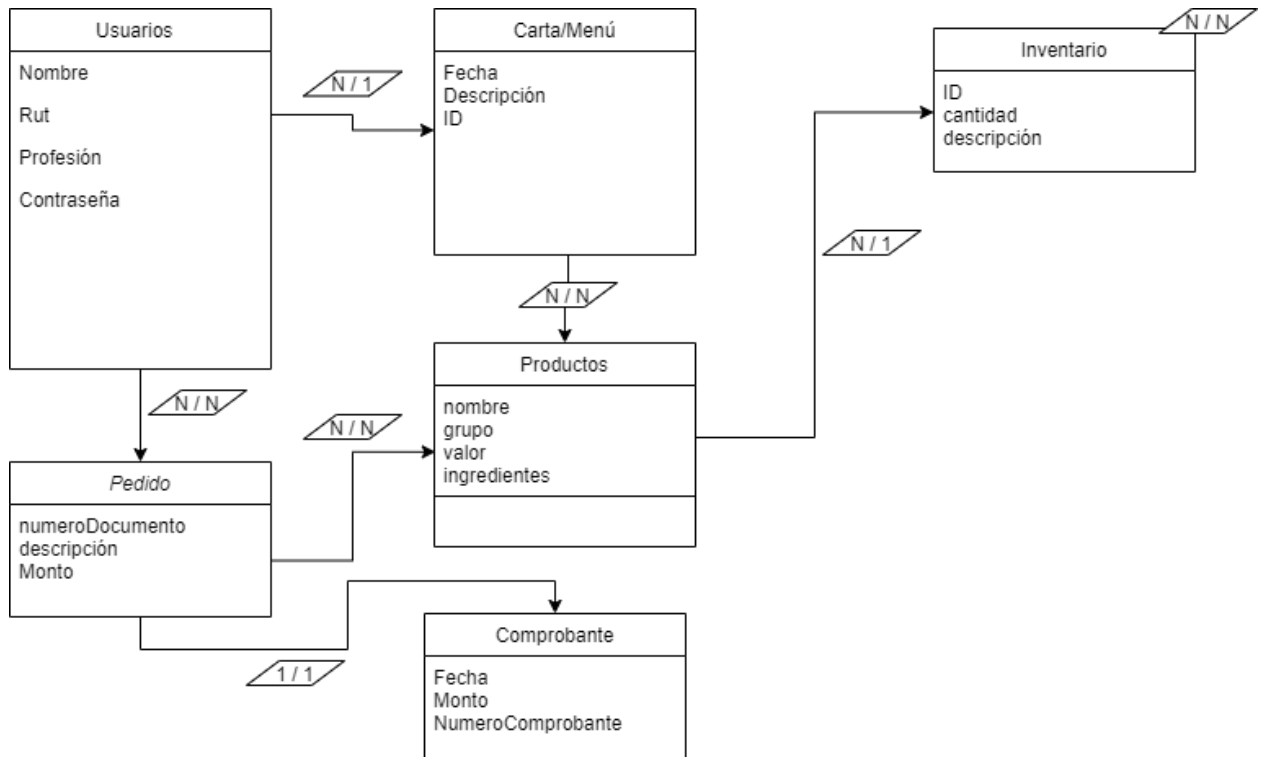 Usuarios
Nombre
Rut
Profesión
Contraseña
N / 1
Carta/Menú
Fecha
Descripción
ID
N / N
Inventario
ID
cantidad
descripción
N / 1
N / N
Productos
nombre
grupo
valor
ingredientes
N / N
N / N
Pedido
numeroDocumento
descripción
Monto
1 / 1
Comprobante
Fecha
Monto
NumeroComprobante